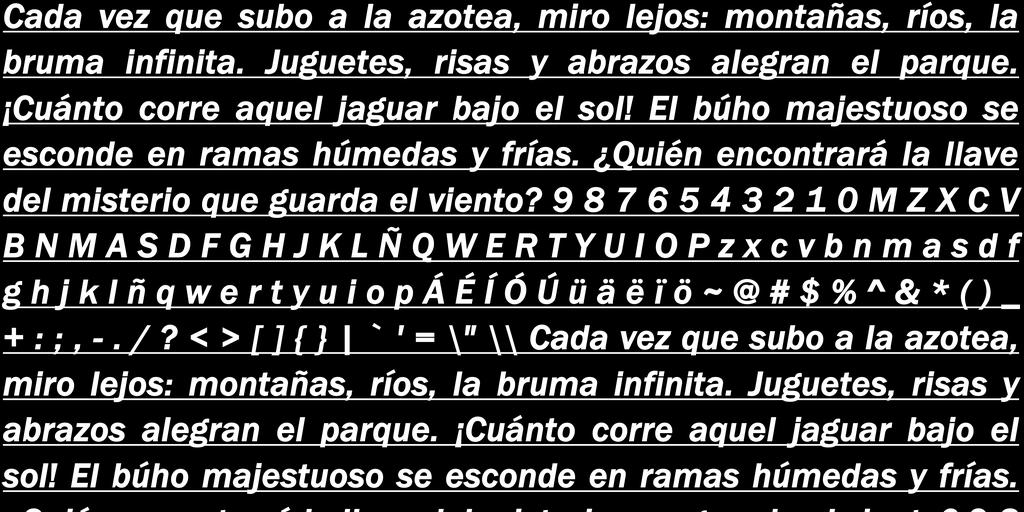 Cada vez que subo a la azotea, miro lejos: montañas, ríos, la
bruma infinita. Juguetes, risas y abrazos alegran el parque.
¡Cuánto corre aquel jaguar bajo el sol! El búho majestuoso se
esconde en ramas húmedas y frías. ¿Quién encontrará la llave
del misterio que guarda el viento? 9 8 7 6 5 4 3 2 1 0 M Z X C V
B N M A S D F G H J K L Ñ Q W E R T Y U I O P z x c v b n m a s d f
g h j k l ñ q w e r t y u i o p Á É Í Ó Ú ü ä ë ï ö ~ @ # $ % ^ & * ( ) _
+ : ; , - . / ? < > [ ] { } | ` ' = \" \\ Cada vez que subo a la azotea,
miro lejos: montañas, ríos, la bruma infinita. Juguetes, risas y
abrazos alegran el parque. ¡Cuánto corre aquel jaguar bajo el
sol! El búho majestuoso se esconde en ramas húmedas y frías.